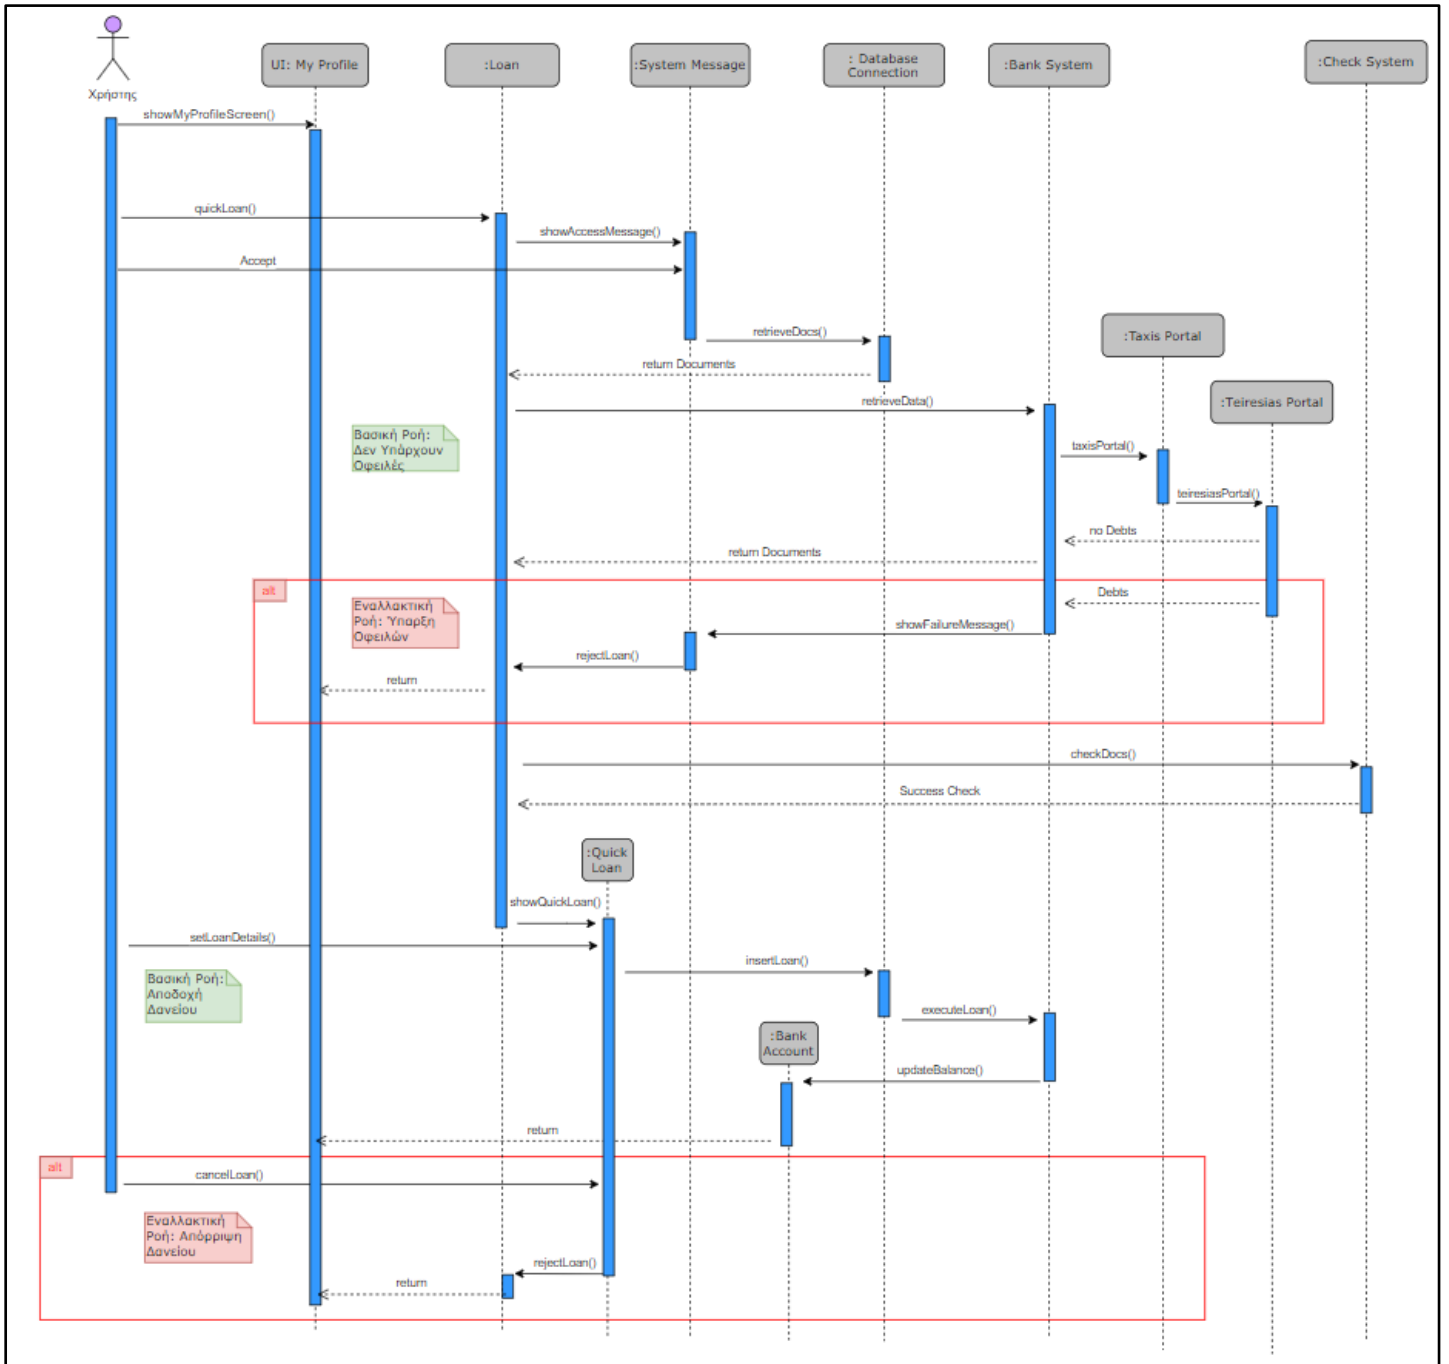 Χρήστης
UI: My Profile
:Loan
:System Message
: Database
Connection
:Bank System
:Check System
showMyProfileScreen()
quickLoan()
showAccessMessage()
Accept
retrieveDocs()
:Taxis Portal
return Documents
retrieveData()
:Teiresias Portal
Βασική Ροή:
Δεν Υπάρχουν
Οφειλές
taxisPortal()
teiresiasPortal()
no Debts
return Documents
alt
Εναλλακτική
Ροή: Ύπαρξη
Οφειλών
Debts
showFailureMessage()
rejectLoan()
return
checkDocs()
Success Check
:Quick
Loan
showQuickLoan()
setLoanDetails()
Βασική Ροή:
Αποδοχή
Δανείου
insertLoan()
executeLoan()
:Bank
Account
updateBalance()
return
alt
cancelLoan()
Εναλλακτική
Ροή: Απόρριψη
Δανείου
rejectLoan()
return